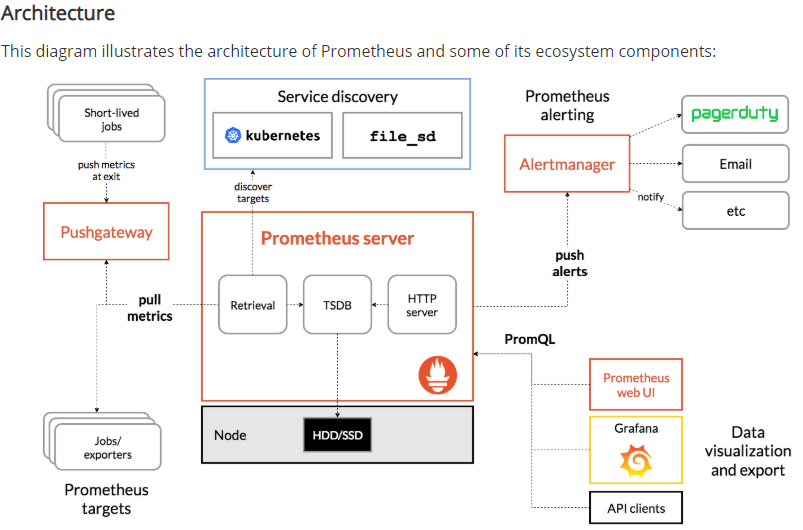 Architecture
This diagram illustrates the architecture of Prometheus and some of its ecosystem components:
Short-lived
jobs
push metrics
at exit
Pushgateway
pull
metrics
Jobs/
exporters
Prometheus
targets
Service discovery
kubernetes
file_sd
discover
targets
Prometheus server
Retrieval
TSDB
HTTP
server
Node
HDD/SSD
Prometheus
alerting
Alertmanager
pagerduty
Email
notify
etc
push
alerts
PromQL
Prometheus
web UI
Grafana
API clients
Data
visualization
and export